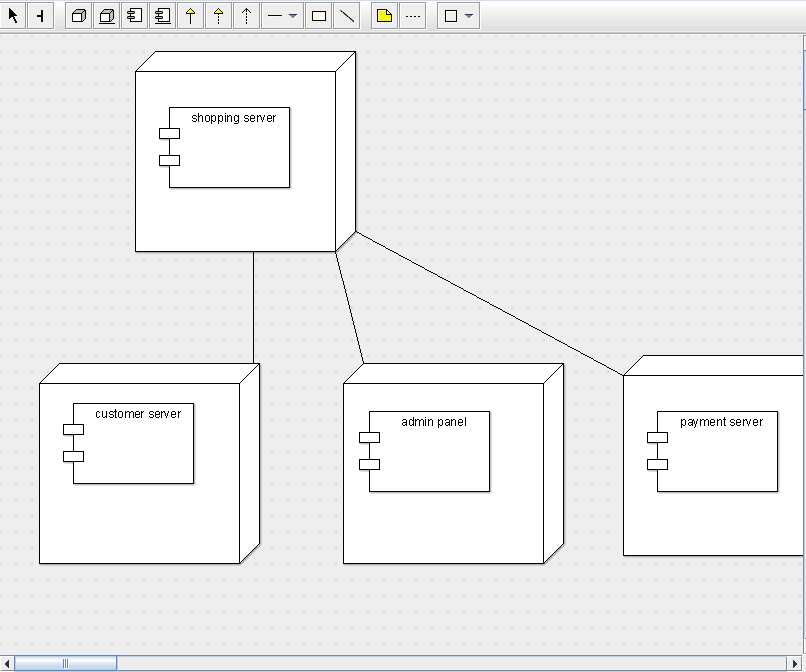 shopping server
customer server
admin panel
payment server